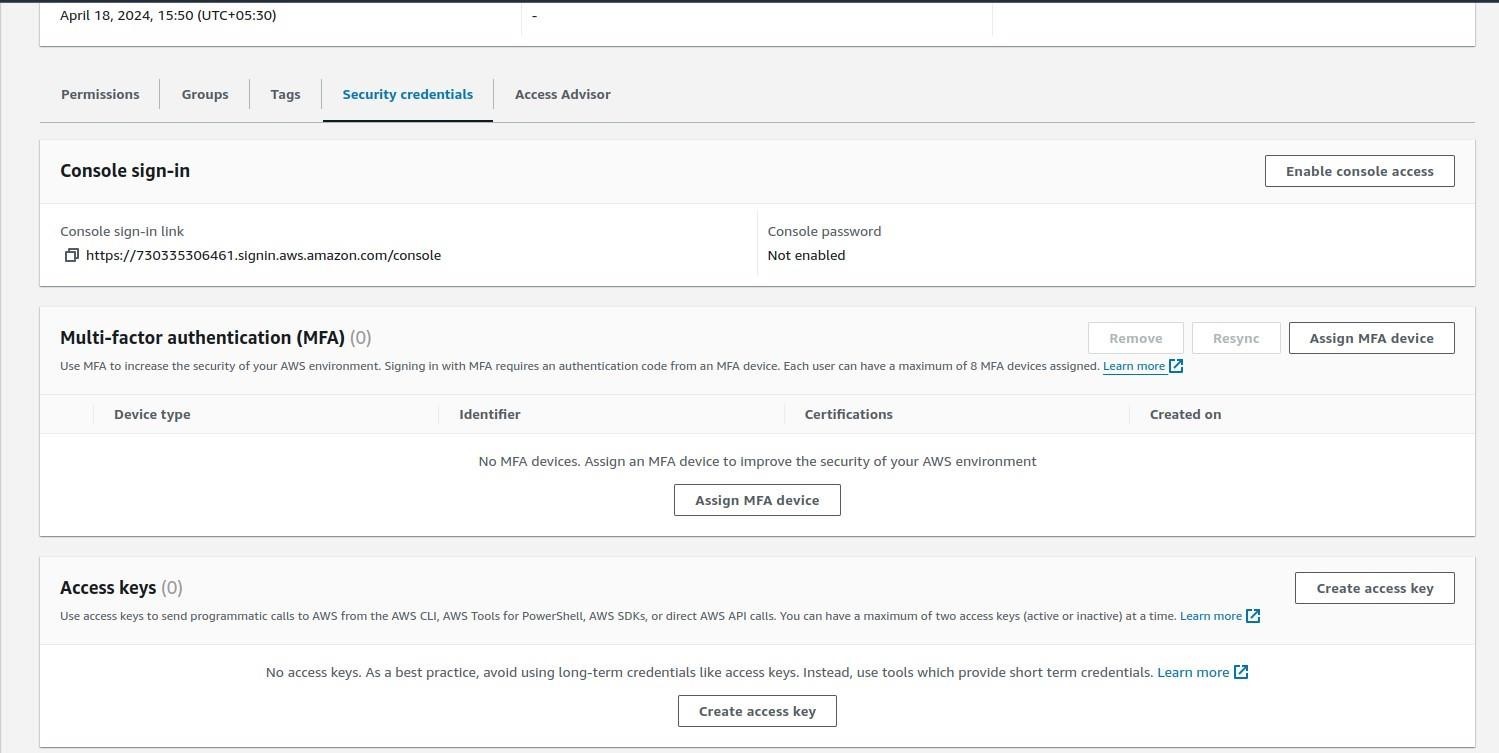 April 18, 2024, 15:50 (UTC+05:30)
-
Permissions
Groups
Tags
Security credentials
Access Advisor
Console sign-in
Enable console access
Console sign-in link
https://730335306461.signin.aws.amazon.com/console
Console password
Not enabled
Multi-factor authentication (MFA) (0)
Remove
Resync
Assign MFA device
Use MFA to increase the security of your AWS environment. Signing in with MFA requires an authentication code from an MFA device. Each user can have a maximum of 8 MFA devices assigned. Learn more
Device type
Identifier
Certifications
Created on
No MFA devices. Assign an MFA device to improve the security of your AWS environment
Assign MFA device
Access keys (0)
Create access key
Use access keys to send programmatic calls to AWS from the AWS CLI, AWS Tools for PowerShell, AWS SDKs, or direct AWS API calls. You can have a maximum of two access keys (active or inactive) at a time. Learn more
No access keys. As a best practice, avoid using long-term credentials like access keys. Instead, use tools which provide short term credentials. Learn more
Create access key